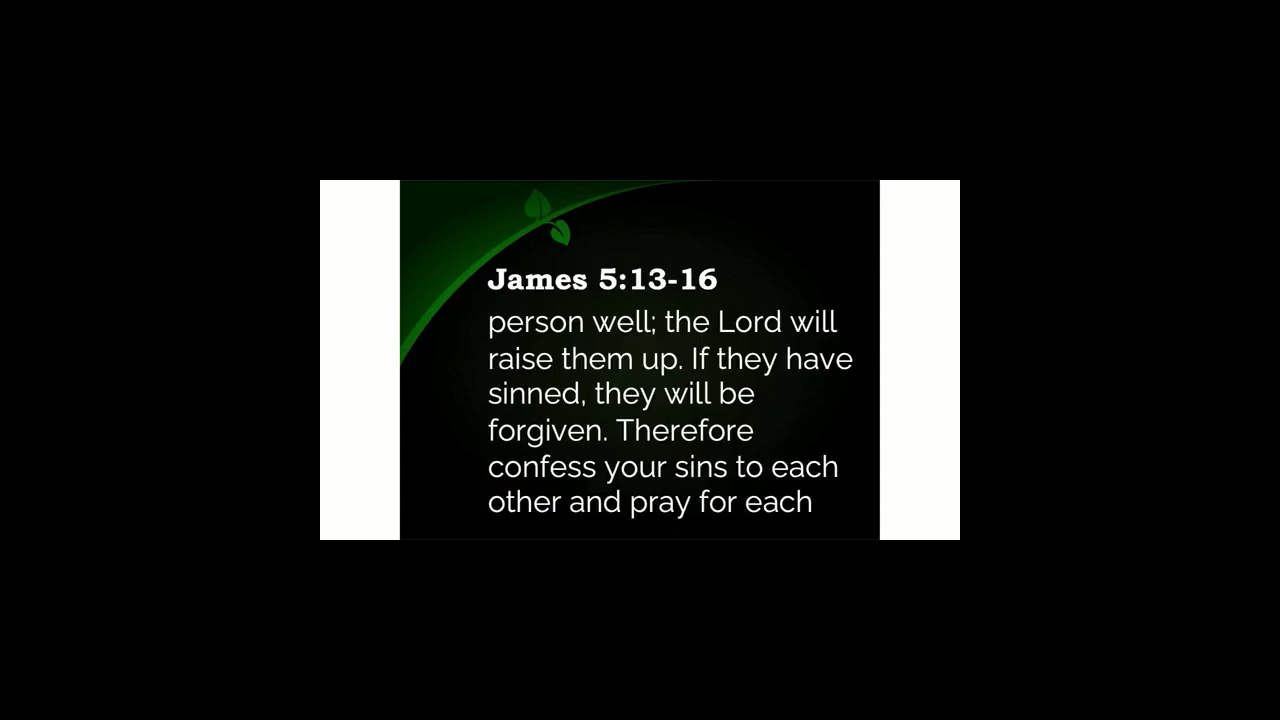 James 5:13-16
person well; the Lord will
raise them up. If they have
sinned, they will be
forgiven. Therefore
confess your sins to each
other and pray for each